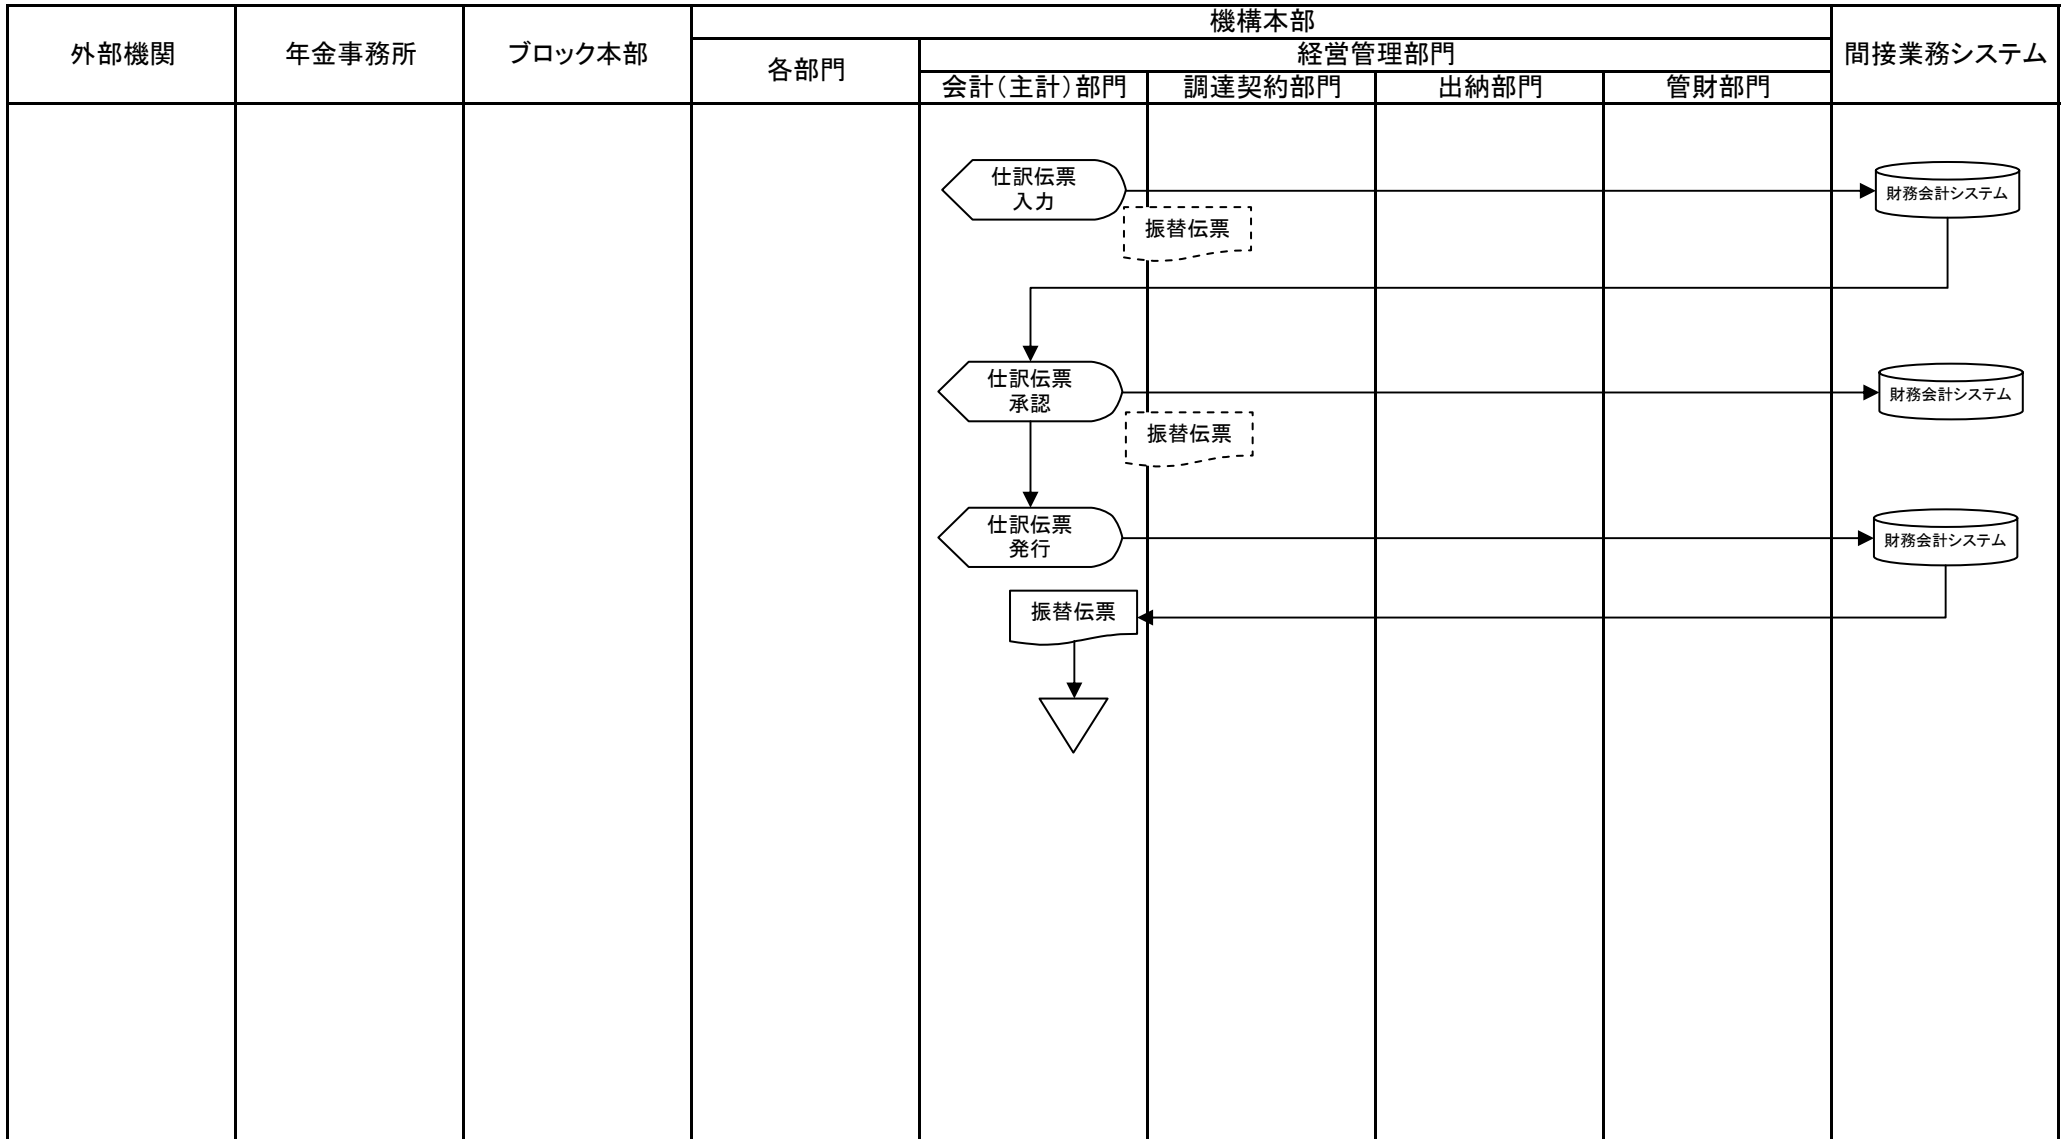 機構本部
外部機関
年金事務所
ブロック本部
各部門
経営管理部門
間接業務システム
会計(主計)部門
調達契約部門
出納部門
管財部門
仕訳伝票
入力
財務会計システム
振替伝票
仕訳伝票
承認
財務会計システム
振替伝票
仕訳伝票
発行
財務会計システム
振替伝票